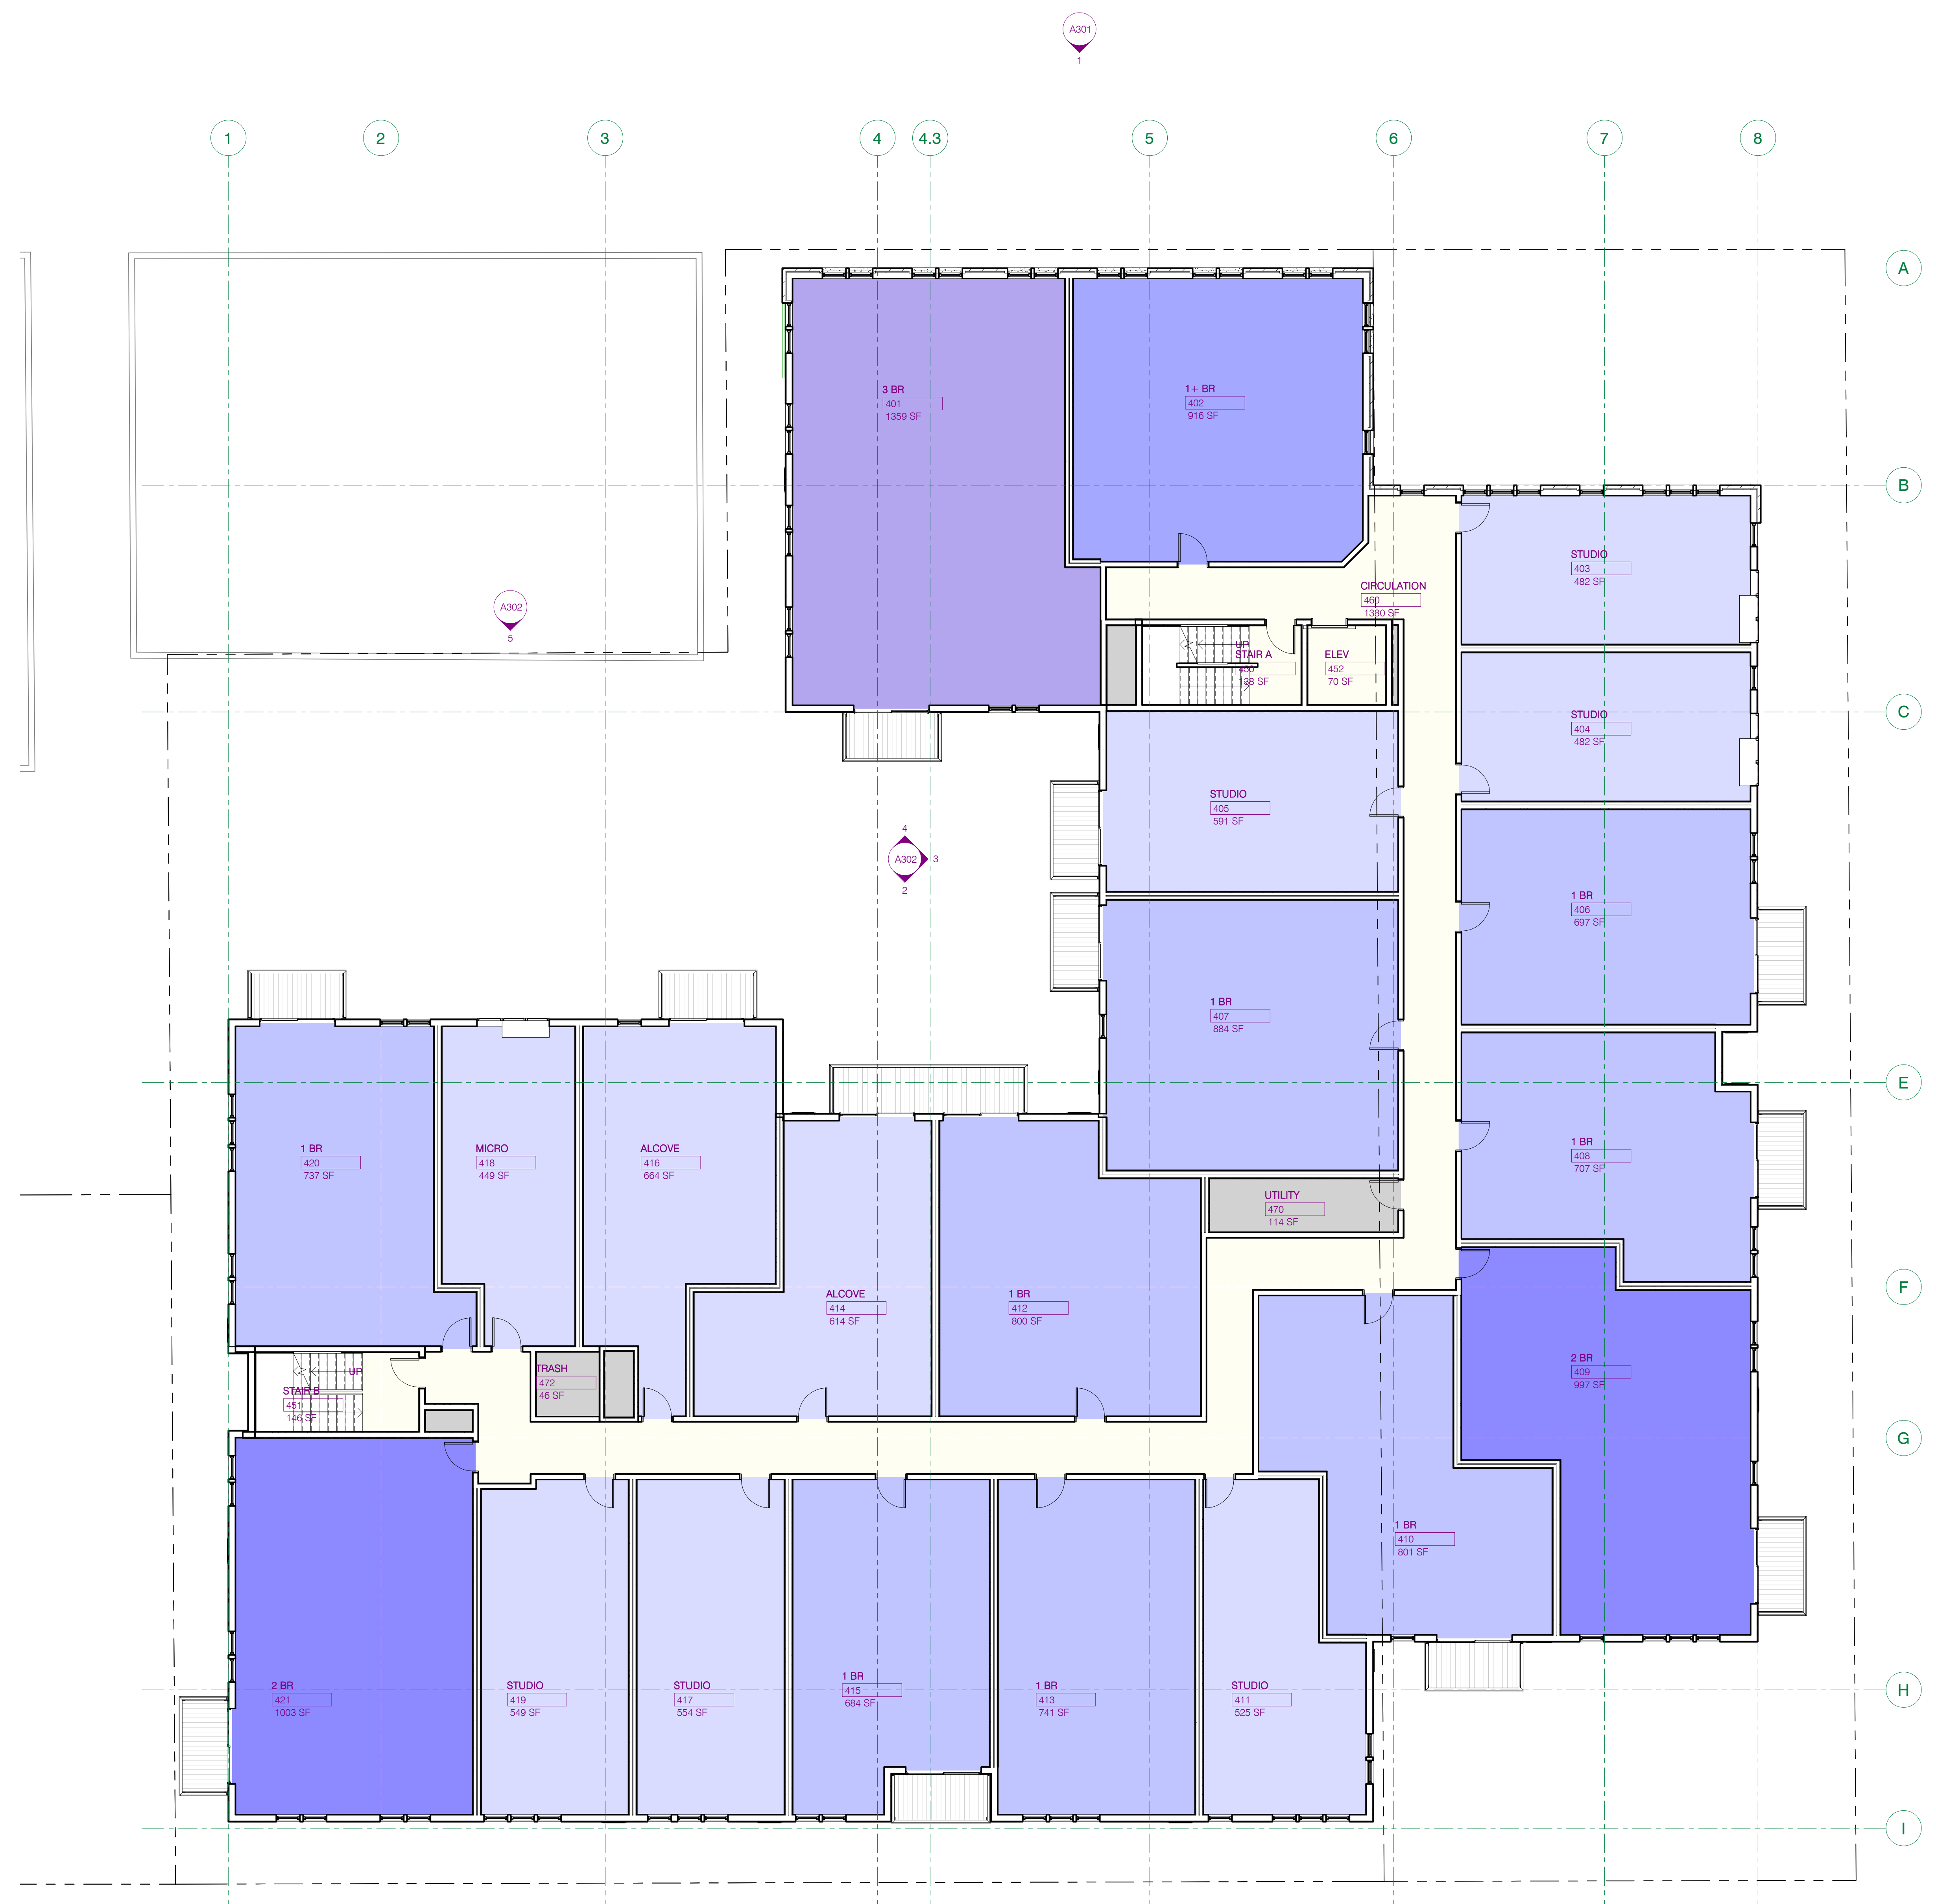 A301
1
1
2
3
4
4.3
5
6
7
8
A
3 BR
401
1359 SF
1+ BR
402
916 SF
B
STUDIO
403
482 SF
CIRCULATION
460
1380 SF
A302
5
UP
STAIR A
450
138 SF
ELEV
452
70 SF
C
STUDIO
404
482 SF
STUDIO
405
591 SF
4
A302
3
2
1 BR
406
697 SF
1 BR
407
884 SF
E
1 BR
420
737 SF
MICRO
418
449 SF
ALCOVE
416
664 SF
1 BR
408
707 SF
UTILITY
470
114 SF
F
ALCOVE
414
614 SF
1 BR
412
800 SF
2 BR
409
997 SF
TRASH
472
46 SF
UP
STAIR B
451
146 SF
G
1 BR
410
801 SF
2 BR
421
1003 SF
STUDIO
419
549 SF
STUDIO
417
554 SF
1 BR
415
684 SF
1 BR
413
741 SF
STUDIO
411
525 SF
H
I